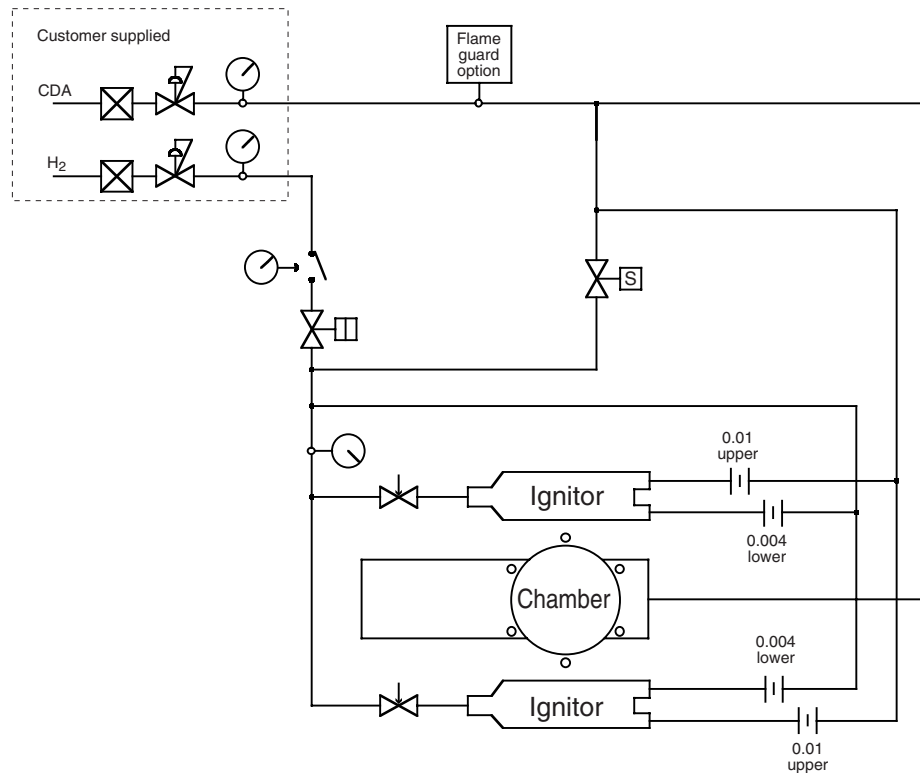 Customer supplied
CDA
H₂
Flame
guard
option
S
0.01
upper
Ignitor
0.004
lower
Chamber
0.004
lower
Ignitor
0.01
upper